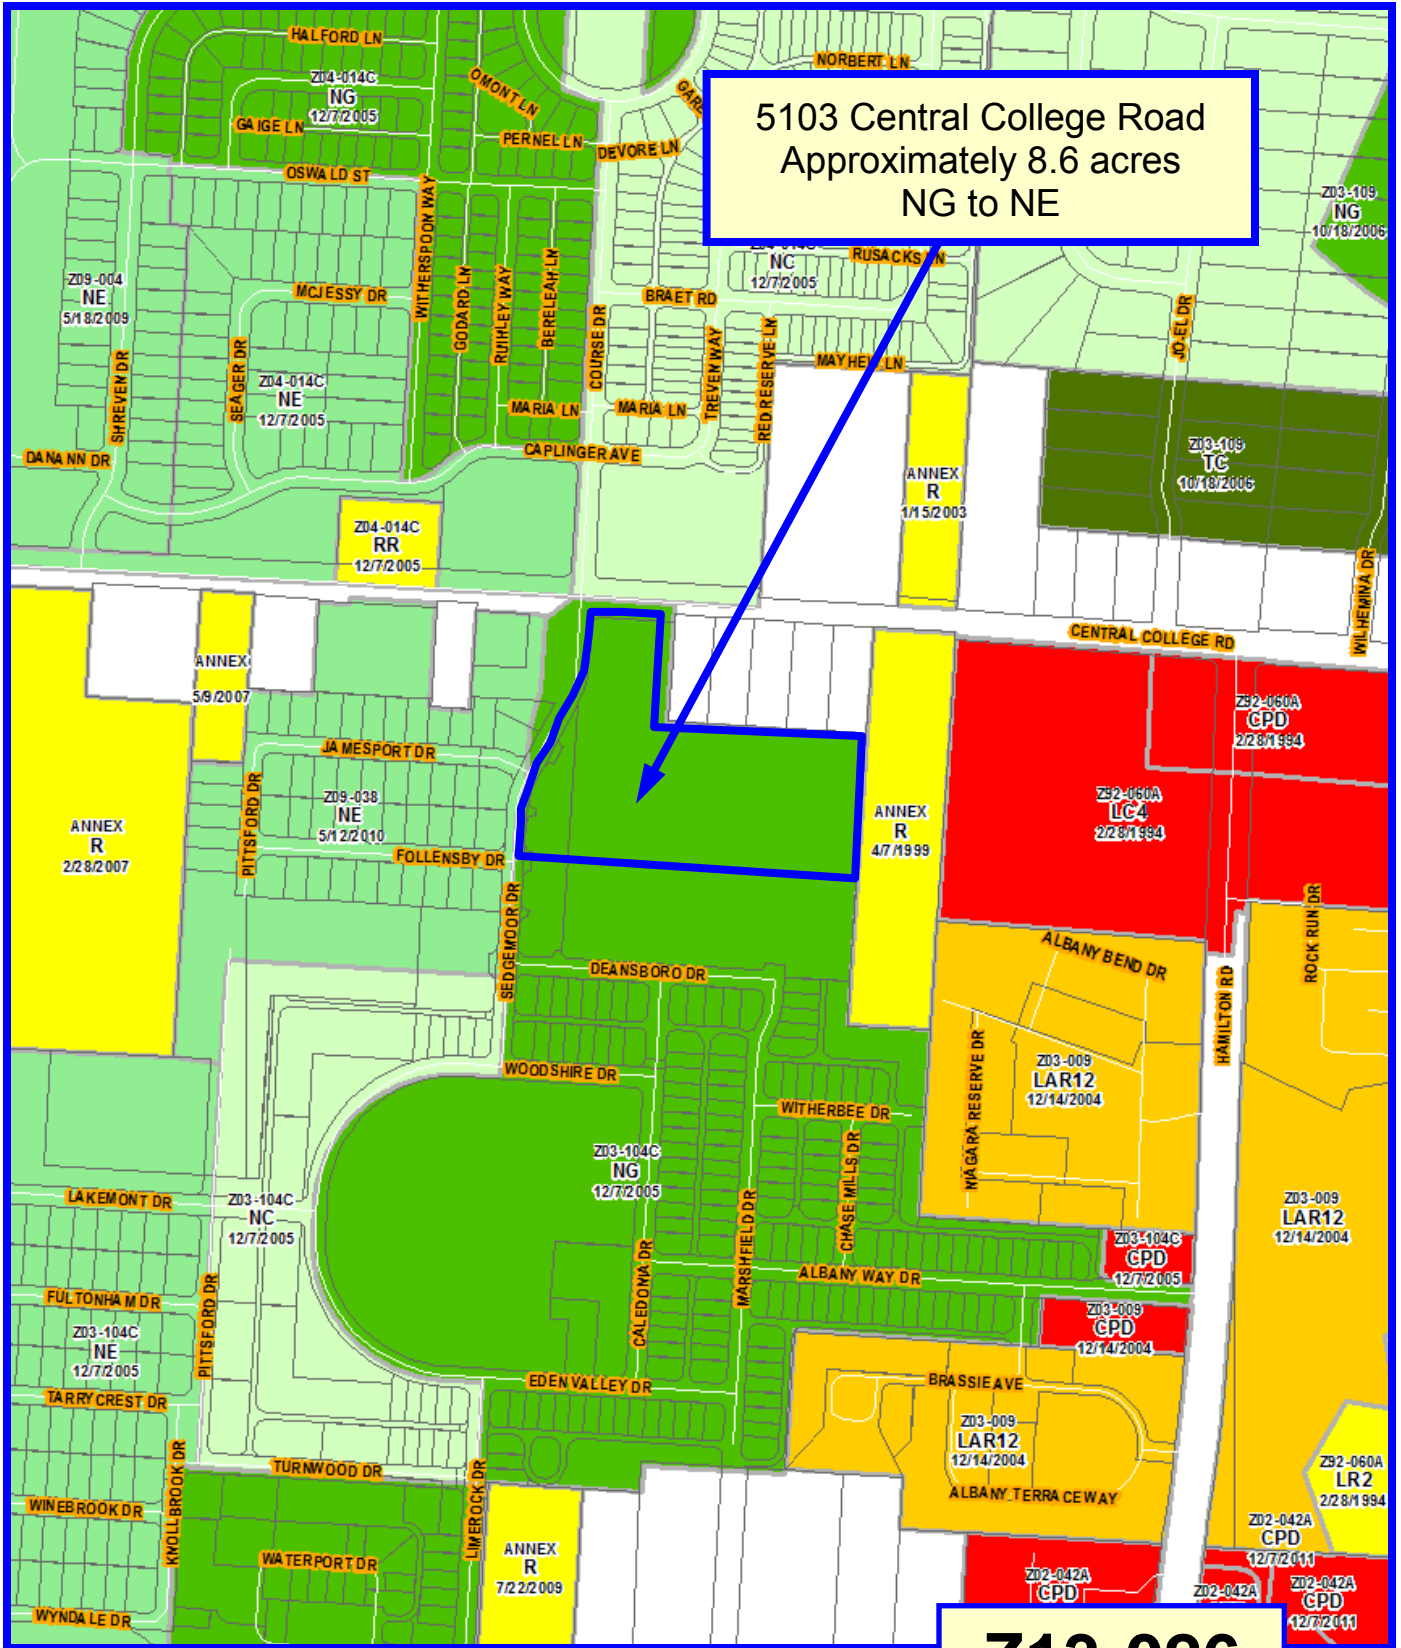 HALFORD LN
Z04-014C
NG
12/7/2005
GAIGE LN
OMONT LN
PERNELL LN
DEVORE LN
NORBERT LN
OSWALD ST
5103 Central College Road
Approximately 8.6 acres
NG to NE
Z03-109
NG
10/18/2006
NC
12/7/2005
RUSACKS LN
Z09-004
NE
5/18/2009
MCJESSY DR
WITHERSPOON WAY
GODARD LN
RUIHLEY WAY
BERELEAH LN
COURSE DR
BRAET RD
TREVEN WAY
RED RESERVE LN
MAYHEW LN
JO EL DR
SHREVEN DR
SEAGER DR
Z04-014C
NE
12/7/2005
MARIA LN
MARIA LN
DANANN DR
CAPLINGER AVE
ANNEX
R
1/15/2003
Z03-109
TC
10/18/2006
Z04-014C
RR
12/7/2005
WILHEMINA DR
CENTRAL COLLEGE RD
ANNEX
5/9/2007
Z92-060A
CPD
2/28/1994
JAMESPORT DR
PITTSFORD DR
Z09-038
NE
5/12/2010
FOLLENSBY DR
ANNEX
R
2/28/2007
ANNEX
R
4/7/1999
Z92-060A
LC4
2/28/1994
SEDGEMOOR DR
ROCK RUN DR
ALBANY BEND DR
DEANSBORO DR
HAMILTON RD
WOODSHIRE DR
NIAGARA RESERVE DR
Z03-009
LAR12
12/14/2004
WITHERBEE DR
CHASE MILLS DR
Z03-104C
NG
12/7/2005
LAKEMONT DR
Z03-104C
NC
12/7/2005
MARSHFIELD DR
CALEDONIA DR
Z03-009
LAR12
12/14/2004
Z03-104C
CPD
12/7/2005
ALBANY WAY DR
FULTONHAM DR
PITTSFORD DR
Z03-009
CPD
12/14/2004
Z03-104C
NE
12/7/2005
EDEN VALLEY DR
BRASSIE AVE
TARRYCREST DR
Z03-009
LAR12
12/14/2004
TURNWOOD DR
LIMEROCK DR
KNOLLBROOK DR
ALBANY TERRACE WAY
Z92-060A
LR2
2/28/1994
WINEBROOK DR
Z02-042A
CPD
12/7/2011
WATERPORT DR
ANNEX
R
7/22/2009
Z02-042A
CPD
Z02-042A
Z02-042A
CPD
12/7/2011
WYNDALE DR